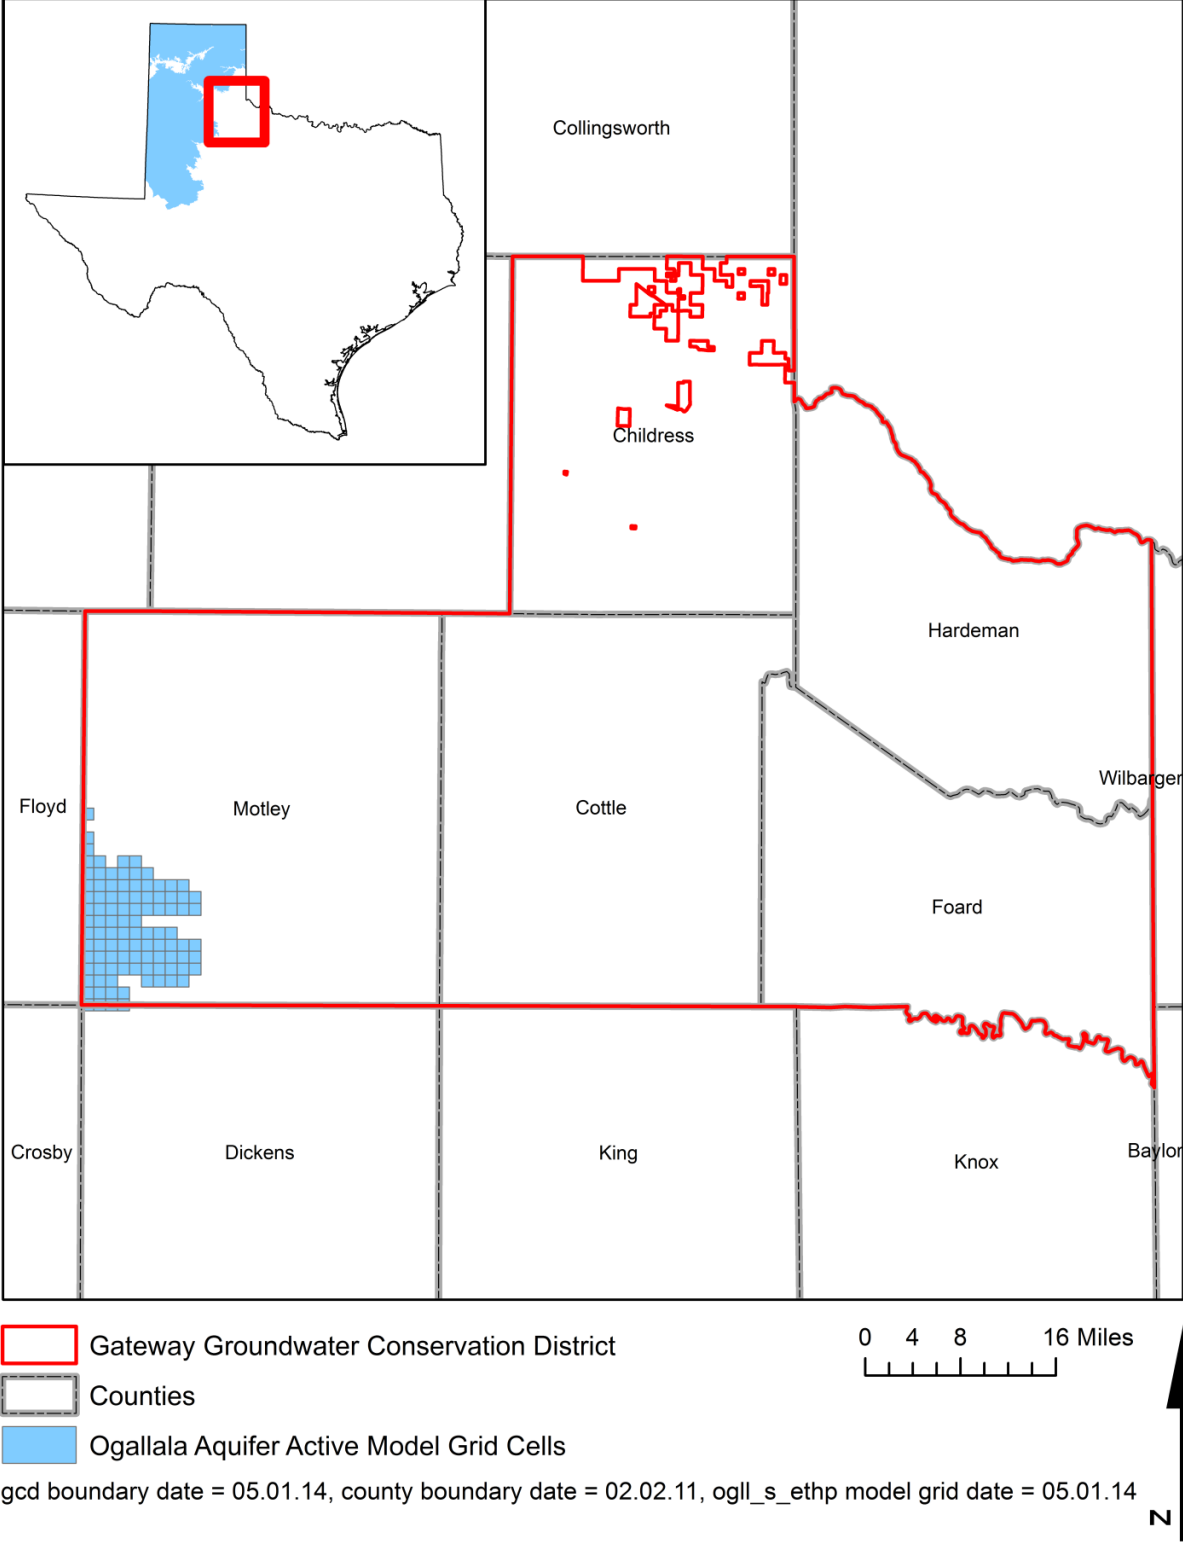 Collingsworth
Childress
Hardeman
Wilbarger
Floyd
Motley
Cottle
Foard
Crosby
Dickens
King
Knox
Baylor
Gateway Groundwater Conservation District
0 4 8 16 Miles
Counties
Ogallala Aquifer Active Model Grid Cells
gcd boundary date = 05.01.14, county boundary date = 02.02.11, ogll_s_ethp model grid date = 05.01.14
N